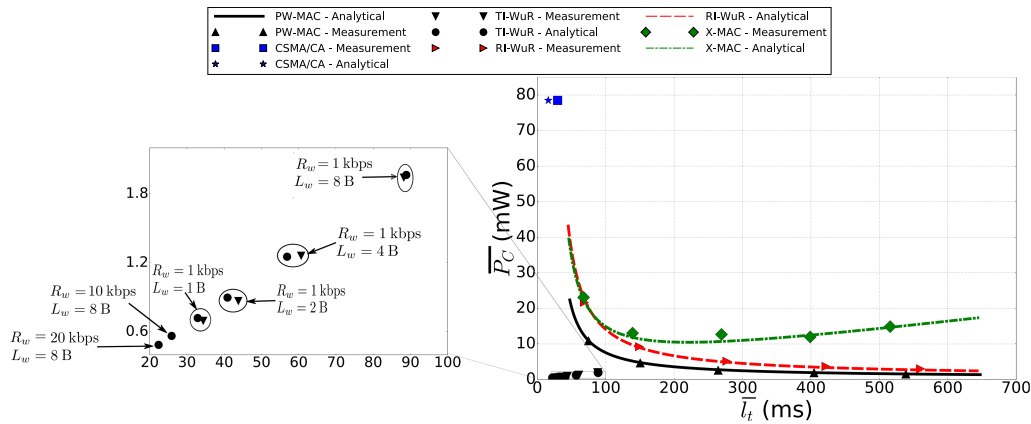 PW-MAC - Analytical
PW-MAC - Measurement
CSMA/CA - Measurement
CSMA/CA - Analytical
TI-WuR - Measurement
TI-WuR - Analytical
RI-WuR - Measurement
RI-WuR - Analytical
X-MAC - Measurement
X-MAC - Analytical
R_w = 1 kbps
L_w = 8 B
R_w = 1 kbps
L_w = 4 B
R_w = 1 kbps
L_w = 1 B
R_w = 1 kbps
L_w = 2 B
R_w = 10 kbps
L_w = 8 B
R_w = 20 kbps
L_w = 8 B
1.8
1.2
0.6
20 30 40 50 60 70 80 90 100
80
70
60
50
40
30
20
10
0
\overline{P_C} (mW)
0 100 200 300 400 500 600 700
\overline{l_t} (ms)